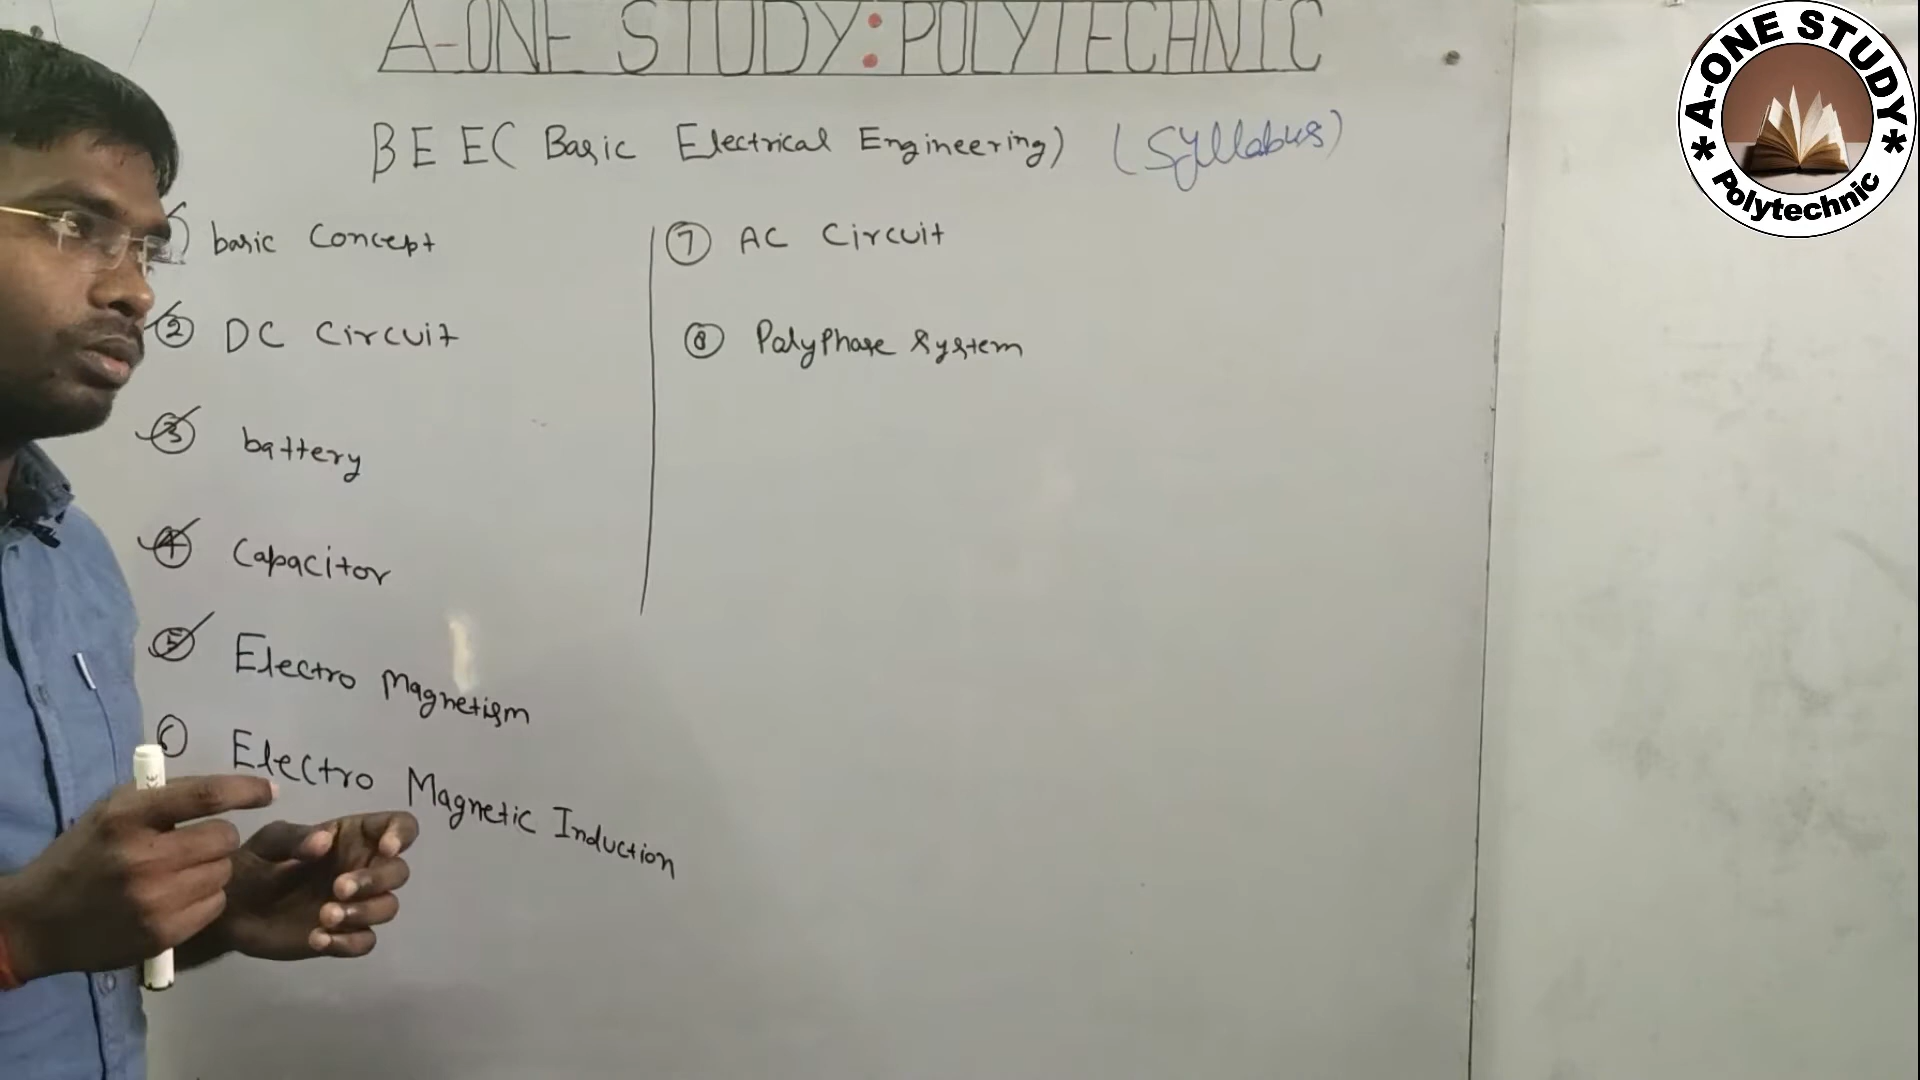 A-ONE STUDY:POLYTECHNIC
BEEC( Basic Electrical Engineering) (Syllabus)
basic Concept
② DC Circuit
③ battery
④ Capacitor
⑤ Electro Magnetism
⑥ Electro Magnetic Induction
⑦ AC Circuit
⑧ Polyphase System
A-ONE STUDY
* Polytechnic *